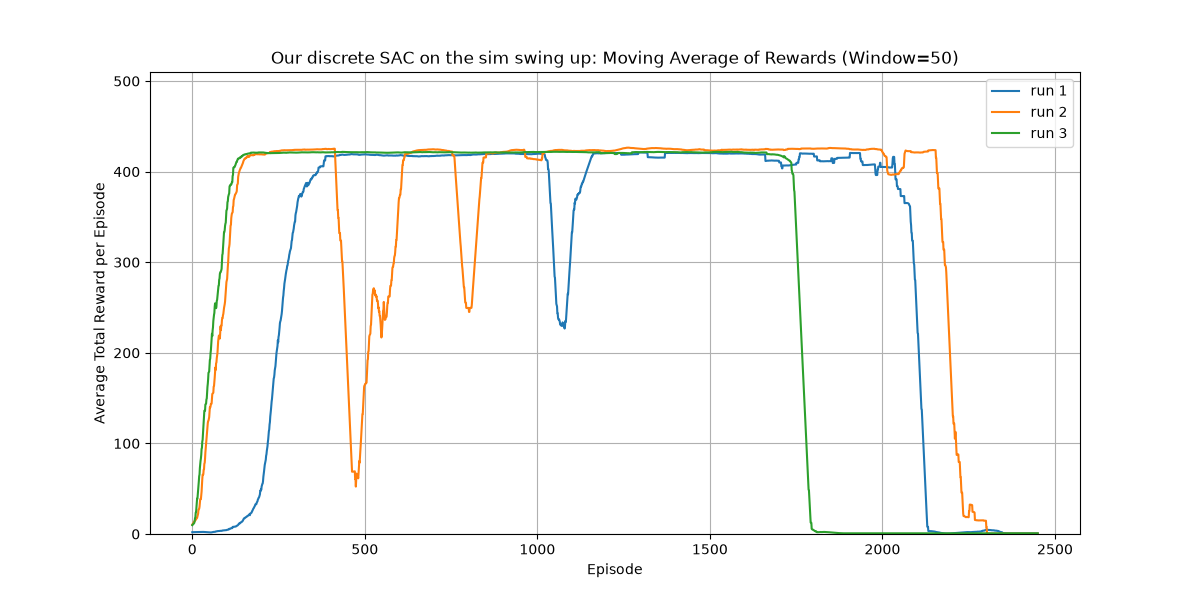 Our discrete SAC on the sim swing up: Moving Average of Rewards (Window=50)
run 1
run 2
run 3
Average Total Reward per Episode
500
400
300
200
100
0
0 500 1000 1500 2000 2500
Episode